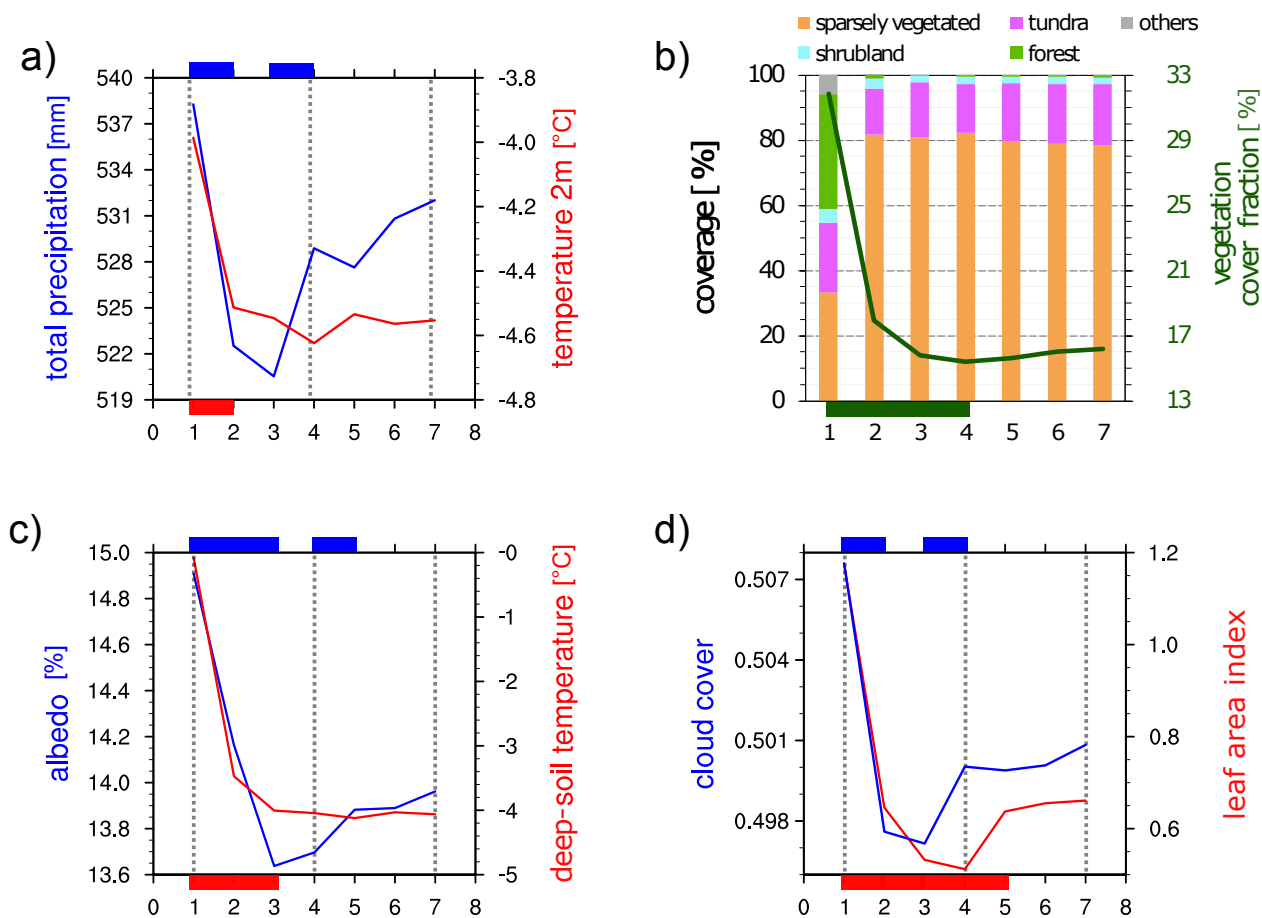 a)
540
537
534
531
528
525
522
519
total precipitation [mm]
-3.8
-4.0
-4.2
-4.4
-4.6
-4.8
temperature 2m [°C]
0 1 2 3 4 5 6 7 8
b)
sparsely vegetated tundra others
shrubland forest
100
80
60
40
20
0
coverage [ %]
33
29
25
21
17
13
vegetation
cover fraction [ %]
1 2 3 4 5 6 7
c)
15.0
14.8
14.6
14.4
14.2
14.0
13.8
13.6
albedo [%]
-0
-1
-2
-3
-4
-5
deep-soil temperature [°C]
0 1 2 3 4 5 6 7 8
d)
0.507
0.504
0.501
0.498
cloud cover
1.2
1.0
0.8
0.6
leaf area index
0 1 2 3 4 5 6 7 8